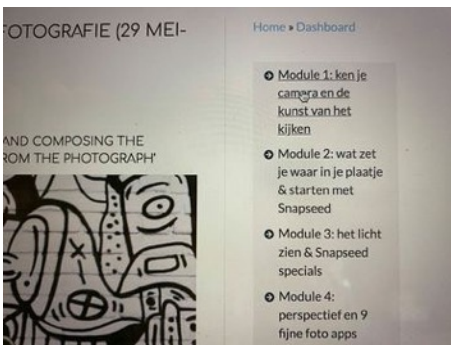 FOTOGRAFIE (29 MEI-
AND COMPOSING THE
FROM THE PHOTOGRAPH'
Home » Dashboard
Module 1: ken je
camera en de
kunst van het
kijken
Module 2: wat zet
je waar in je plaatje
& starten met
Snapseed
Module 3: het licht
zien & Snapseed
specials
Module 4:
perspectief en 9
fijne foto apps